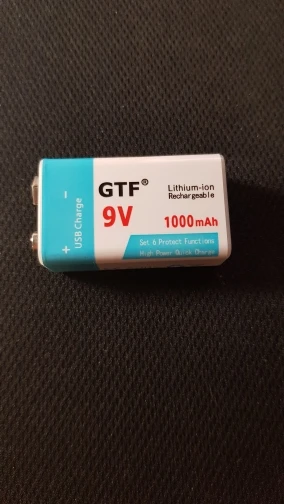 USB Charge
-
+
GTF®
9V
Lithium-ion
Rechargeable
1000mAh
Set 6 Protect Functions
High Power Quick Charge